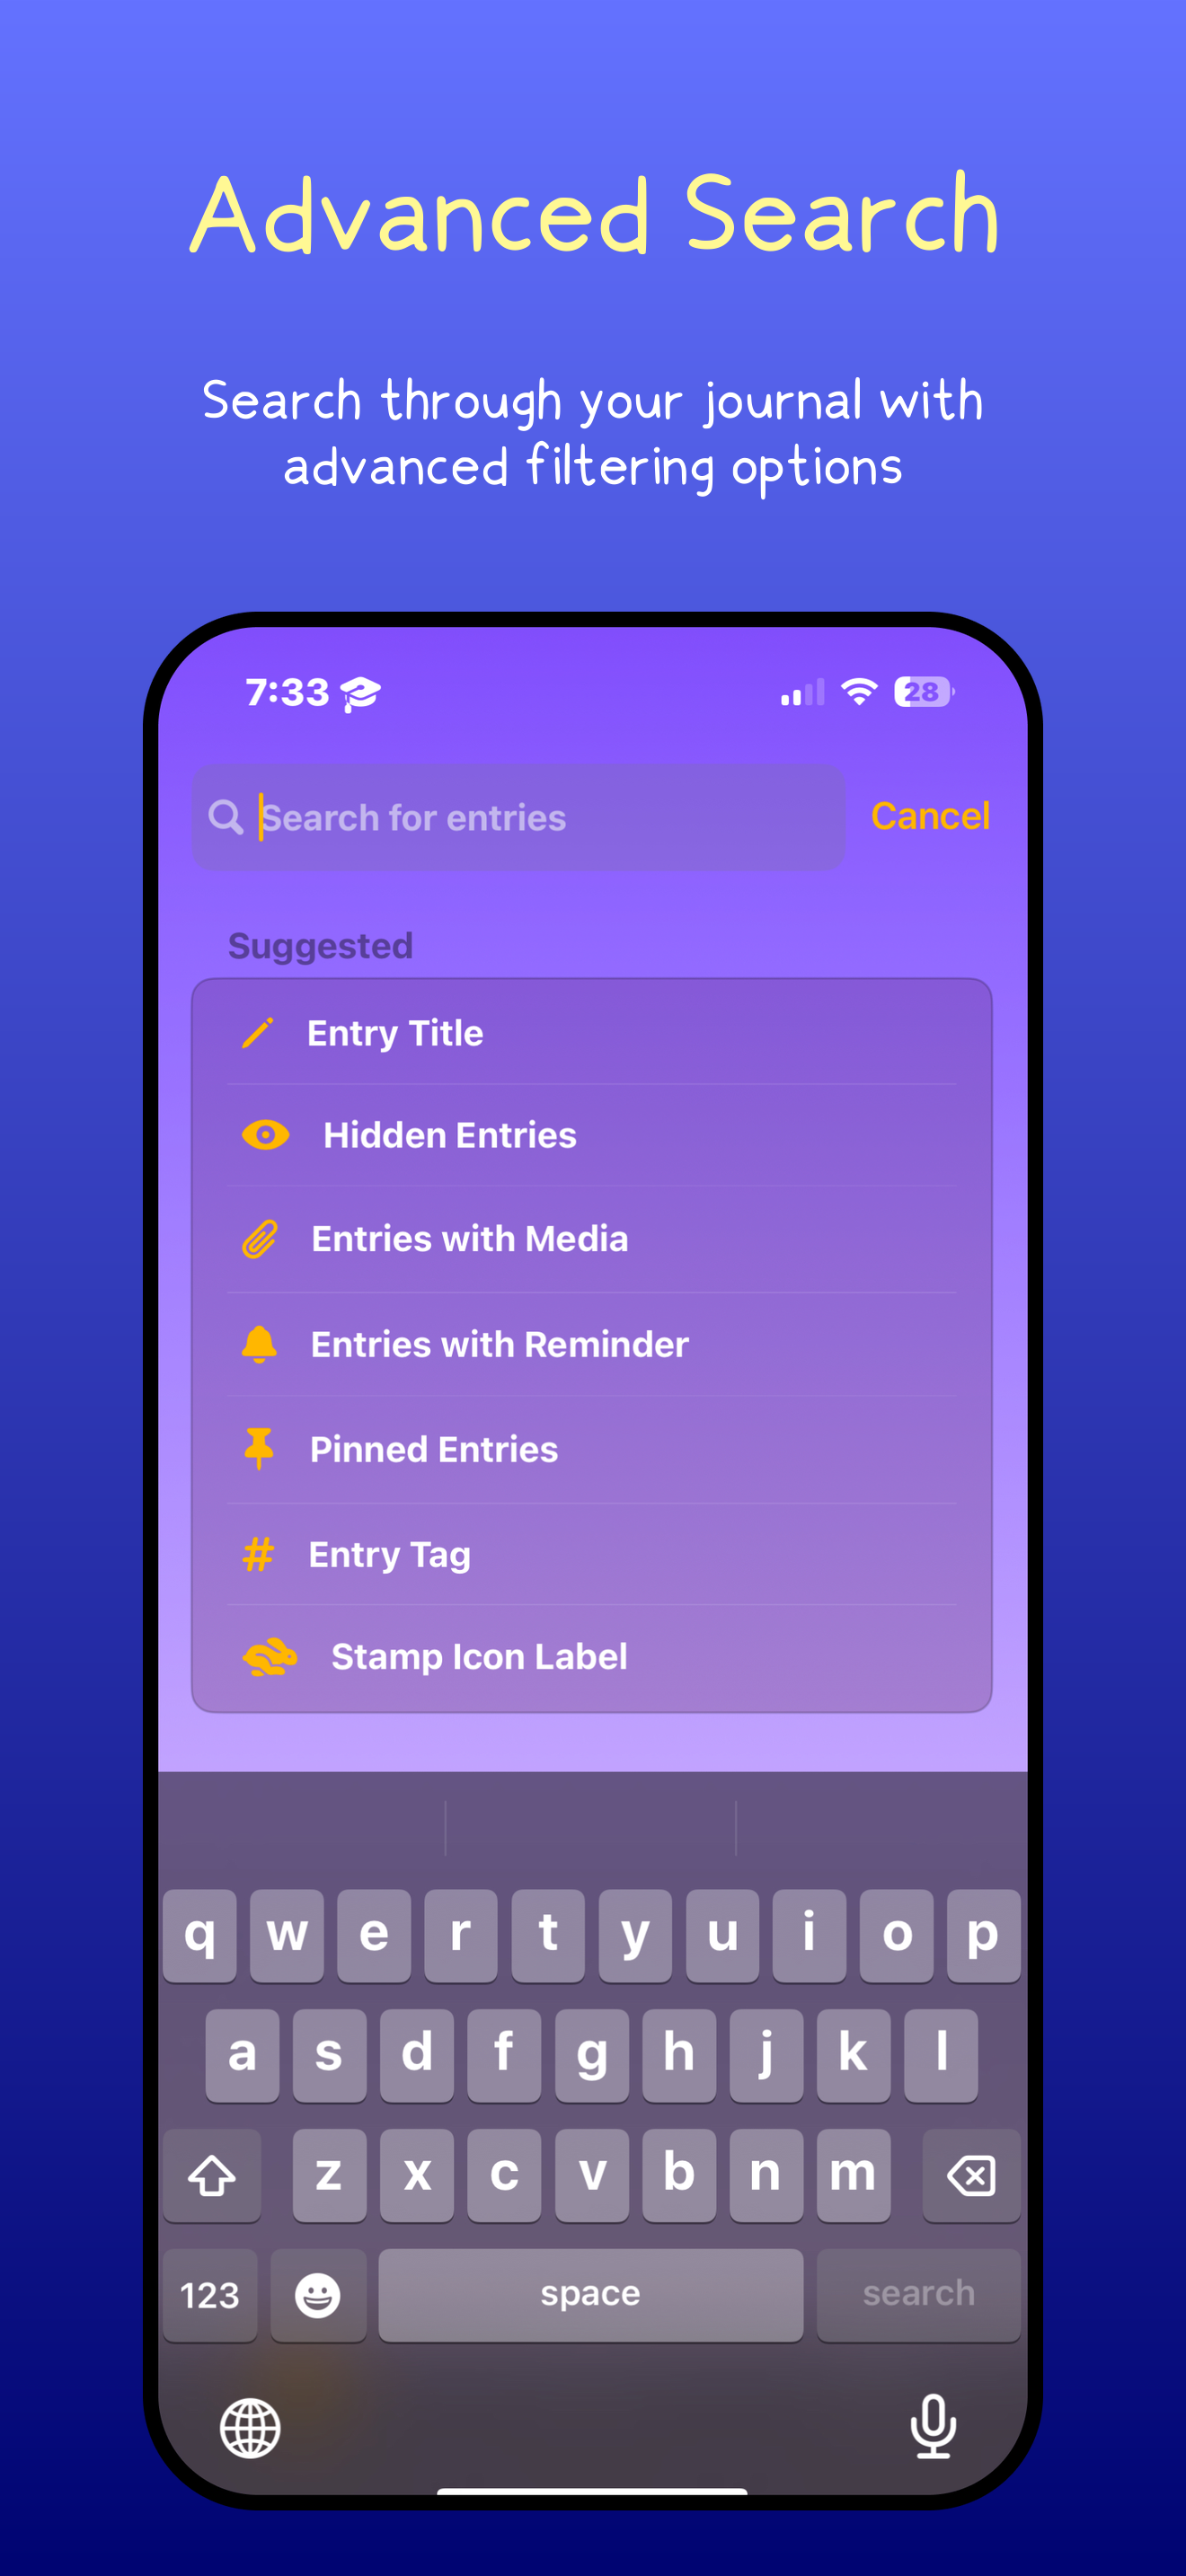 Advanced Search
Search through your journal with
advanced filtering options
7:33
28
Search for entries
Cancel
Suggested
Entry Title
Hidden Entries
Entries with Media
Entries with Reminder
Pinned Entries
# Entry Tag
Stamp Icon Label
q w e r t y u i o p
a s d f g h j k l
z x c v b n m
123 space search